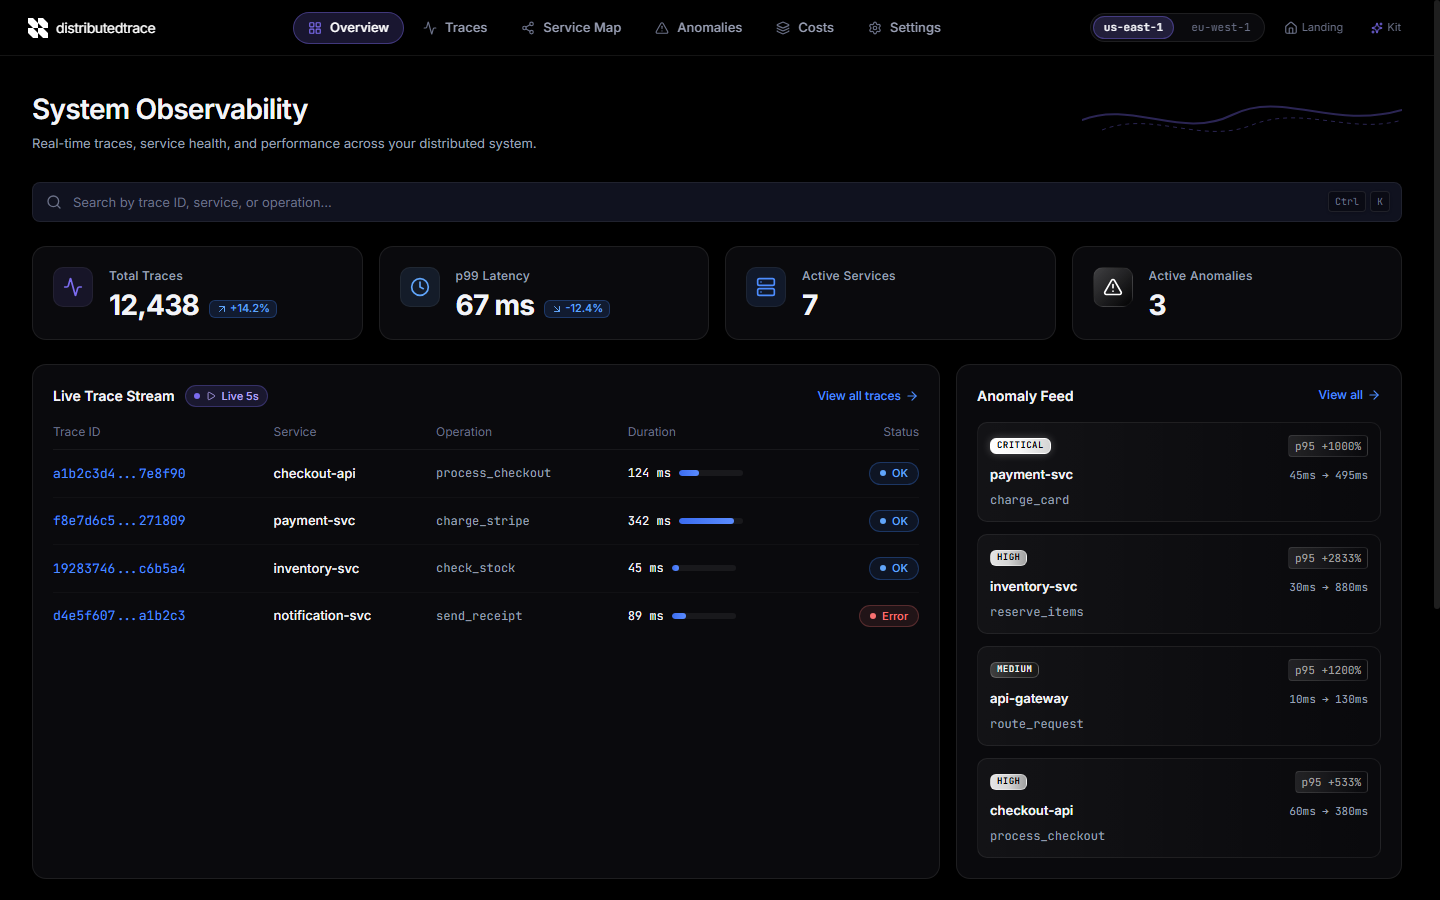 distributedtrace
Overview
Traces
Service Map
Anomalies
Costs
Settings
us-east-1
eu-west-1
Landing
Kit
System Observability
Real-time traces, service health, and performance across your distributed system.
Search by trace ID, service, or operation...
Ctrl K
Total Traces
12,438 +14.2%
p99 Latency
67 ms -12.4%
Active Services
7
Active Anomalies
3
Live Trace Stream Live 5s View all traces
Trace ID Service Operation Duration Status
a1b2c3d4...7e8f90 checkout-api process_checkout 124 ms OK
f8e7d6c5...271809 payment-svc charge_stripe 342 ms OK
19283746...c6b5a4 inventory-svc check_stock 45 ms OK
d4e5f607...a1b2c3 notification-svc send_receipt 89 ms Error
Anomaly Feed View all
CRITICAL p95 +1000%
payment-svc 45ms → 495ms
charge_card
HIGH p95 +2833%
inventory-svc 30ms → 880ms
reserve_items
MEDIUM p95 +1200%
api-gateway 10ms → 130ms
route_request
HIGH p95 +533%
checkout-api 60ms → 380ms
process_checkout